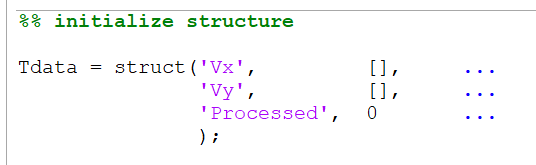 %% initialize structure
Tdata = struct('Vx', [], ...
'Vy', [], ...
'Processed', 0 ...
);